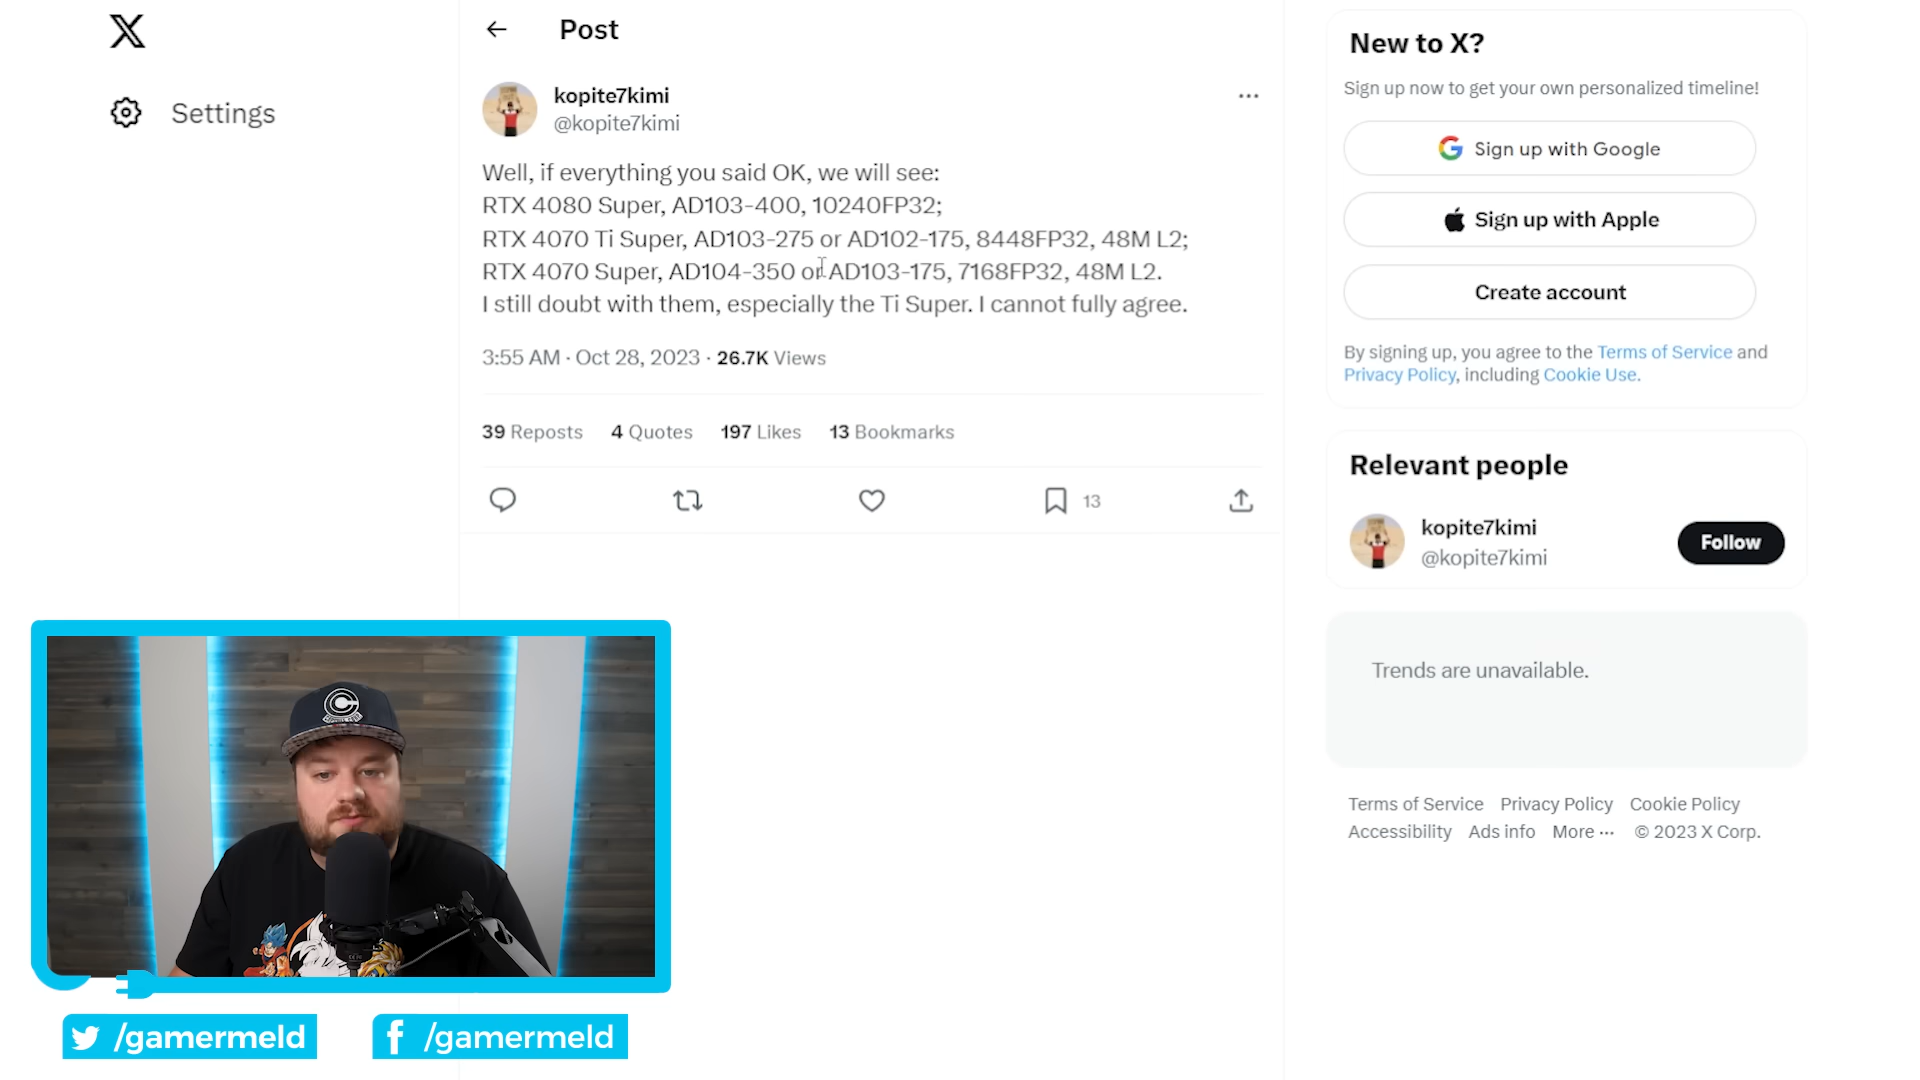 Post
Settings
kopite7kimi
@kopite7kimi
Well, if everything you said OK, we will see:
RTX 4080 Super, AD103-400, 10240FP32;
RTX 4070 Ti Super, AD103-275 or AD102-175, 8448FP32, 48M L2;
RTX 4070 Super, AD104-350 or AD103-175, 7168FP32, 48M L2.
I still doubt with them, especially the Ti Super. I cannot fully agree.
3:55 AM · Oct 28, 2023 · 26.7K Views
39 Reposts 4 Quotes 197 Likes 13 Bookmarks
13
New to X?
Sign up now to get your own personalized timeline!
Sign up with Google
Sign up with Apple
Create account
By signing up, you agree to the Terms of Service and
Privacy Policy, including Cookie Use.
Relevant people
kopite7kimi
@kopite7kimi
Follow
Trends are unavailable.
Terms of Service Privacy Policy Cookie Policy
Accessibility Ads info More ··· © 2023 X Corp.
/gamermeld
/gamermeld